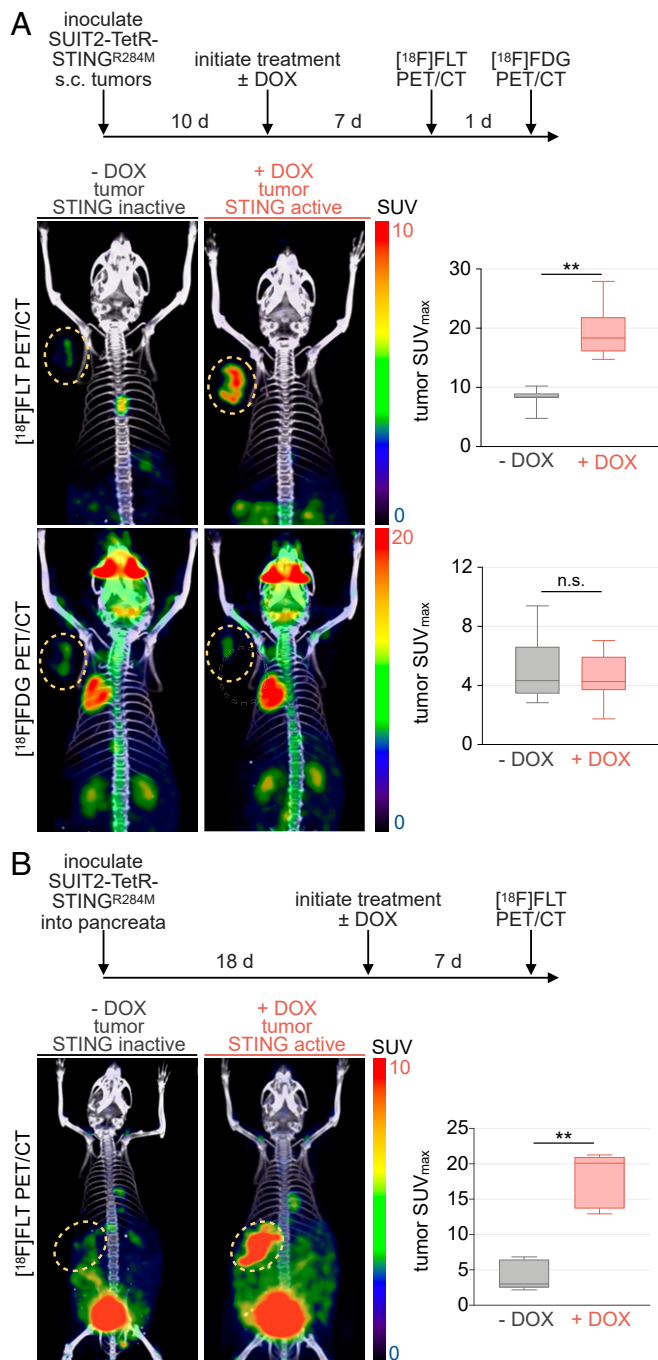 A
inoculate
SUIT2-TetR-
STINGR284M
s.c. tumors
initiate treatment
± DOX
[18F]FLT
PET/CT
[18F]FDG
PET/CT
10 d
7 d
1 d
- DOX
tumor
STING inactive
+ DOX
tumor
STING active
SUV
[18F]FLT PET/CT
10
0
tumor SUVmax
30
20
10
0
**
- DOX
+ DOX
[18F]FDG PET/CT
20
0
tumor SUVmax
12
8
4
0
n.s.
- DOX
+ DOX
B
inoculate
SUIT2-TetR-
STINGR284M
into pancreata
initiate treatment
± DOX
[18F]FLT
PET/CT
18 d
7 d
- DOX
tumor
STING inactive
+ DOX
tumor
STING active
SUV
[18F]FLT PET/CT
10
0
tumor SUVmax
25
20
15
10
5
0
**
- DOX
+ DOX